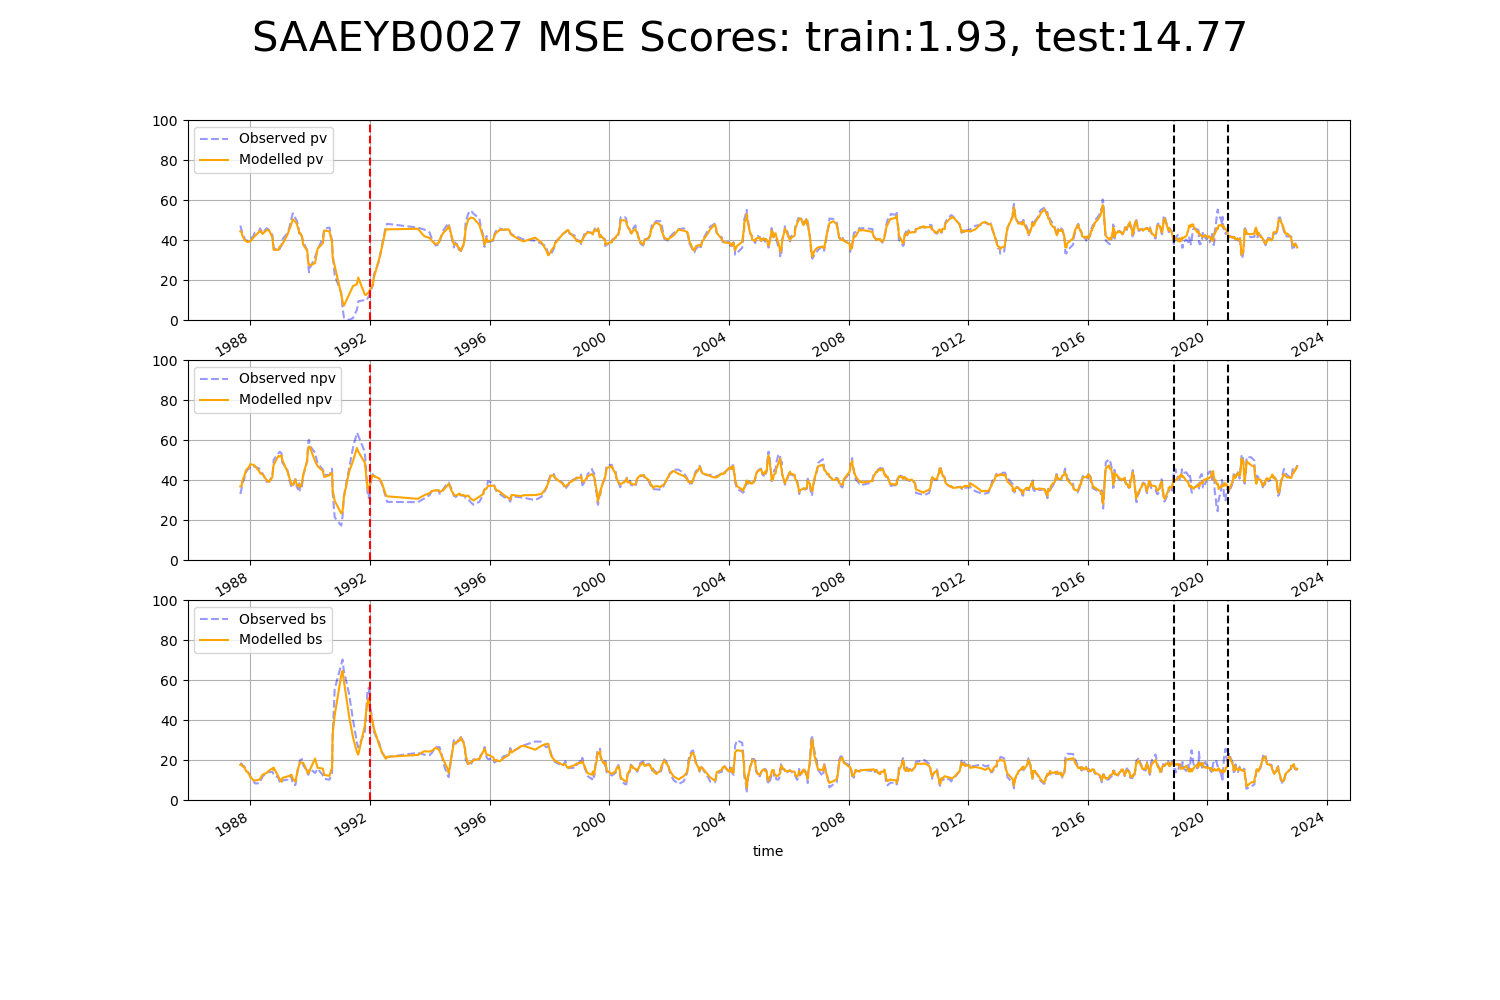 SAAEYB0027 MSE Scores: train:1.93, test:14.77
100
80
60
40
20
0
Observed pv
Modelled pv
1988 1992 1996 2000 2004 2008 2012 2016 2020 2024
100
80
60
40
20
0
Observed npv
Modelled npv
1988 1992 1996 2000 2004 2008 2012 2016 2020 2024
100
80
60
40
20
0
Observed bs
Modelled bs
1988 1992 1996 2000 2004 2008 2012 2016 2020 2024
time